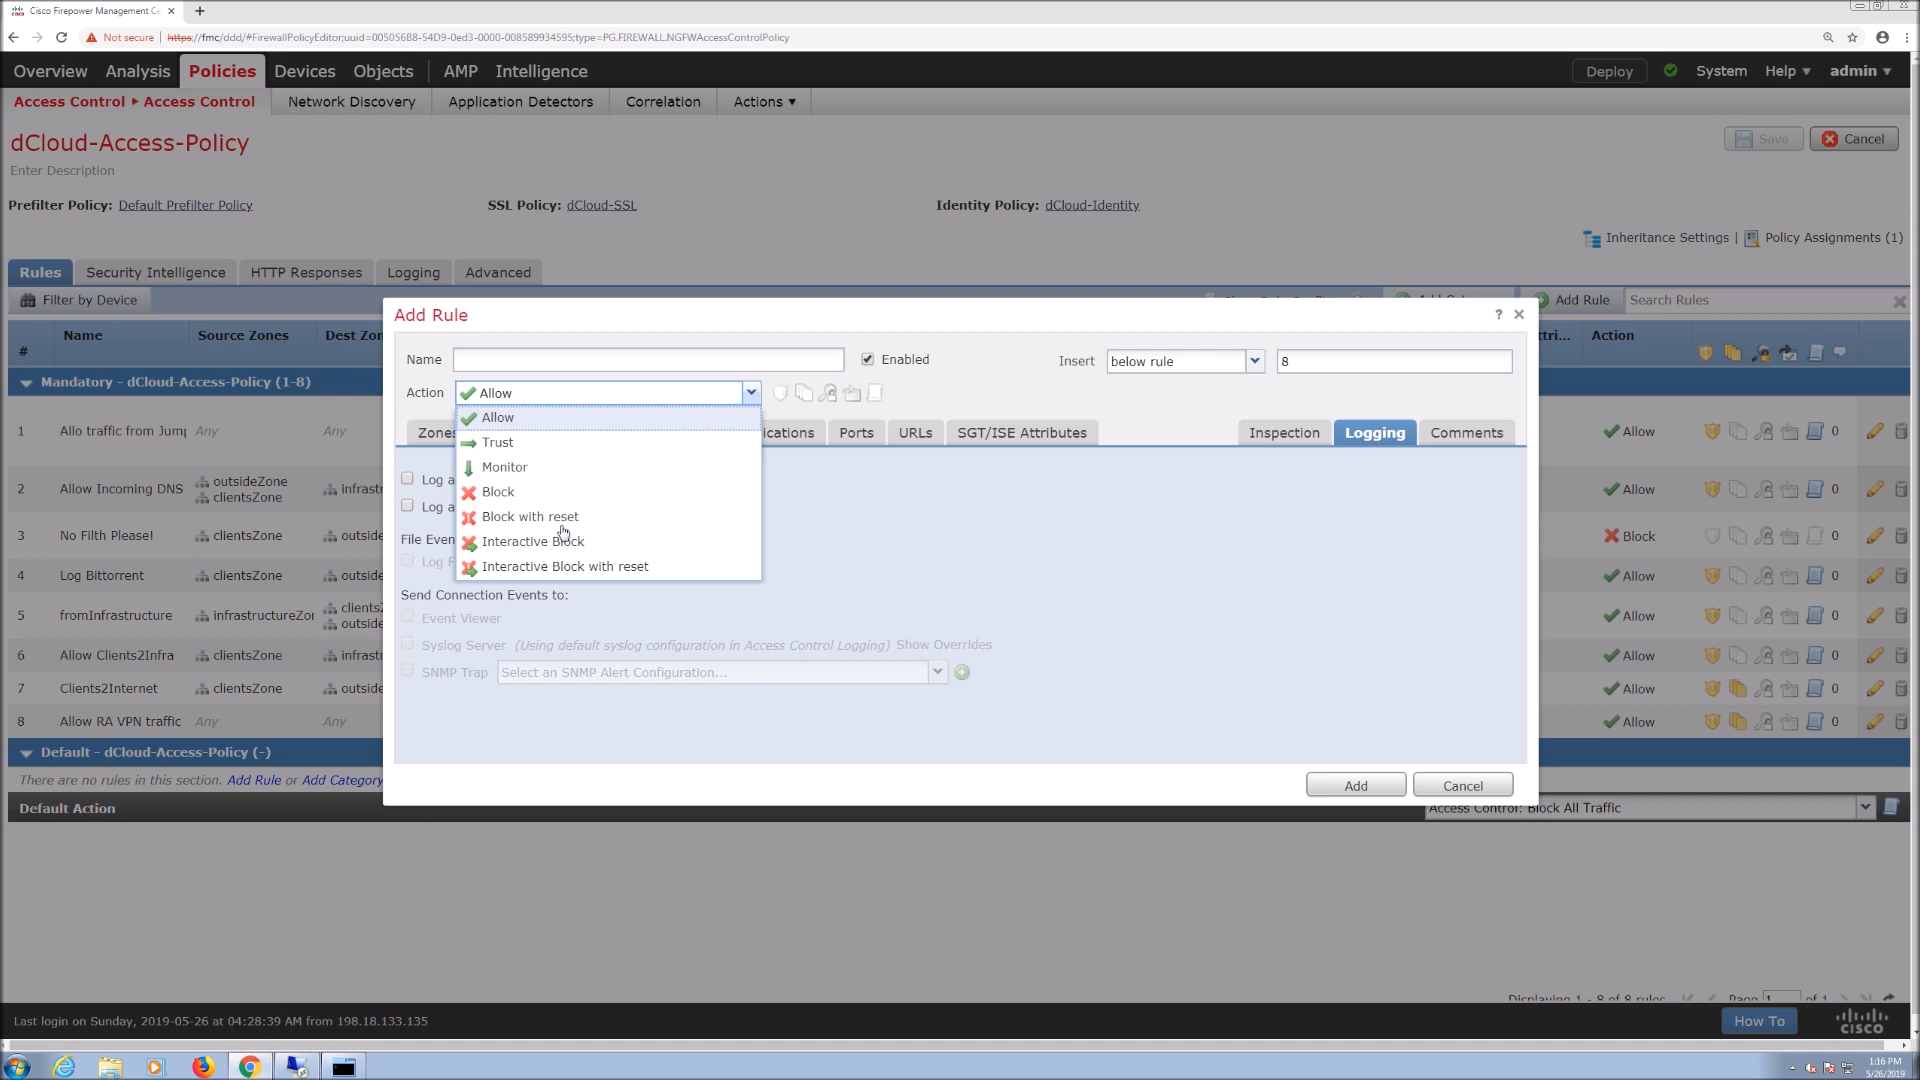 Cisco Firepower Management Ce
Not secure
https://fmc/ddd/#FirewallPolicyEditor;uuid=005056B8-54D9-0ed3-0000-008589934595;type=PG.FIREWALL.NGFWAccessControlPolicy
Overview Analysis Policies Devices Objects AMP Intelligence Deploy System Help admin
Access Control Access Control Network Discovery Application Detectors Correlation Actions
dCloud-Access-Policy Save Cancel
Enter Description
Prefilter Policy: Default Prefilter Policy SSL Policy: dCloud-SSL Identity Policy: dCloud-Identity
Inheritance Settings | Policy Assignments (1)
Rules Security Intelligence HTTP Responses Logging Advanced
Filter by Device Add Rule Search Rules
# Name Source Zones Dest Zon Action
Mandatory - dCloud-Access-Policy (1-8)
1 Allo traffic from Jump Any Any Allow 0
2 Allow Incoming DNS outsideZone clientsZone infrast Allow 0
3 No Filth Please! clientsZone outside Block 0
4 Log Bittorrent clientsZone outside Allow 0
5 fromInfrastructure infrastructureZor clients outside Allow 0
6 Allow Clients2Infra clientsZone infrast Allow 0
7 Clients2Internet clientsZone outside Allow 0
8 Allow RA VPN traffic Any Any Allow 0
Default - dCloud-Access-Policy (-)
There are no rules in this section. Add Rule or Add Category
Default Action Access Control: Block All Traffic
Add Rule
Name Enabled Insert below rule 8
Action Allow
Allow
Trust
Monitor
Block
Block with reset
Interactive Block
Interactive Block with reset
Zones ications Ports URLs SGT/ISE Attributes Inspection Logging Comments
Log a
Log a
File Even
Log F
Send Connection Events to:
Event Viewer
Syslog Server (Using default syslog configuration in Access Control Logging) Show Overrides
SNMP Trap Select an SNMP Alert Configuration...
Add Cancel
Displaying 1 - 8 of 8 rules Page 1 of 1
Last login on Sunday, 2019-05-26 at 04:28:39 AM from 198.18.133.135 How To
CISCO
1:16 PM
5/26/2019